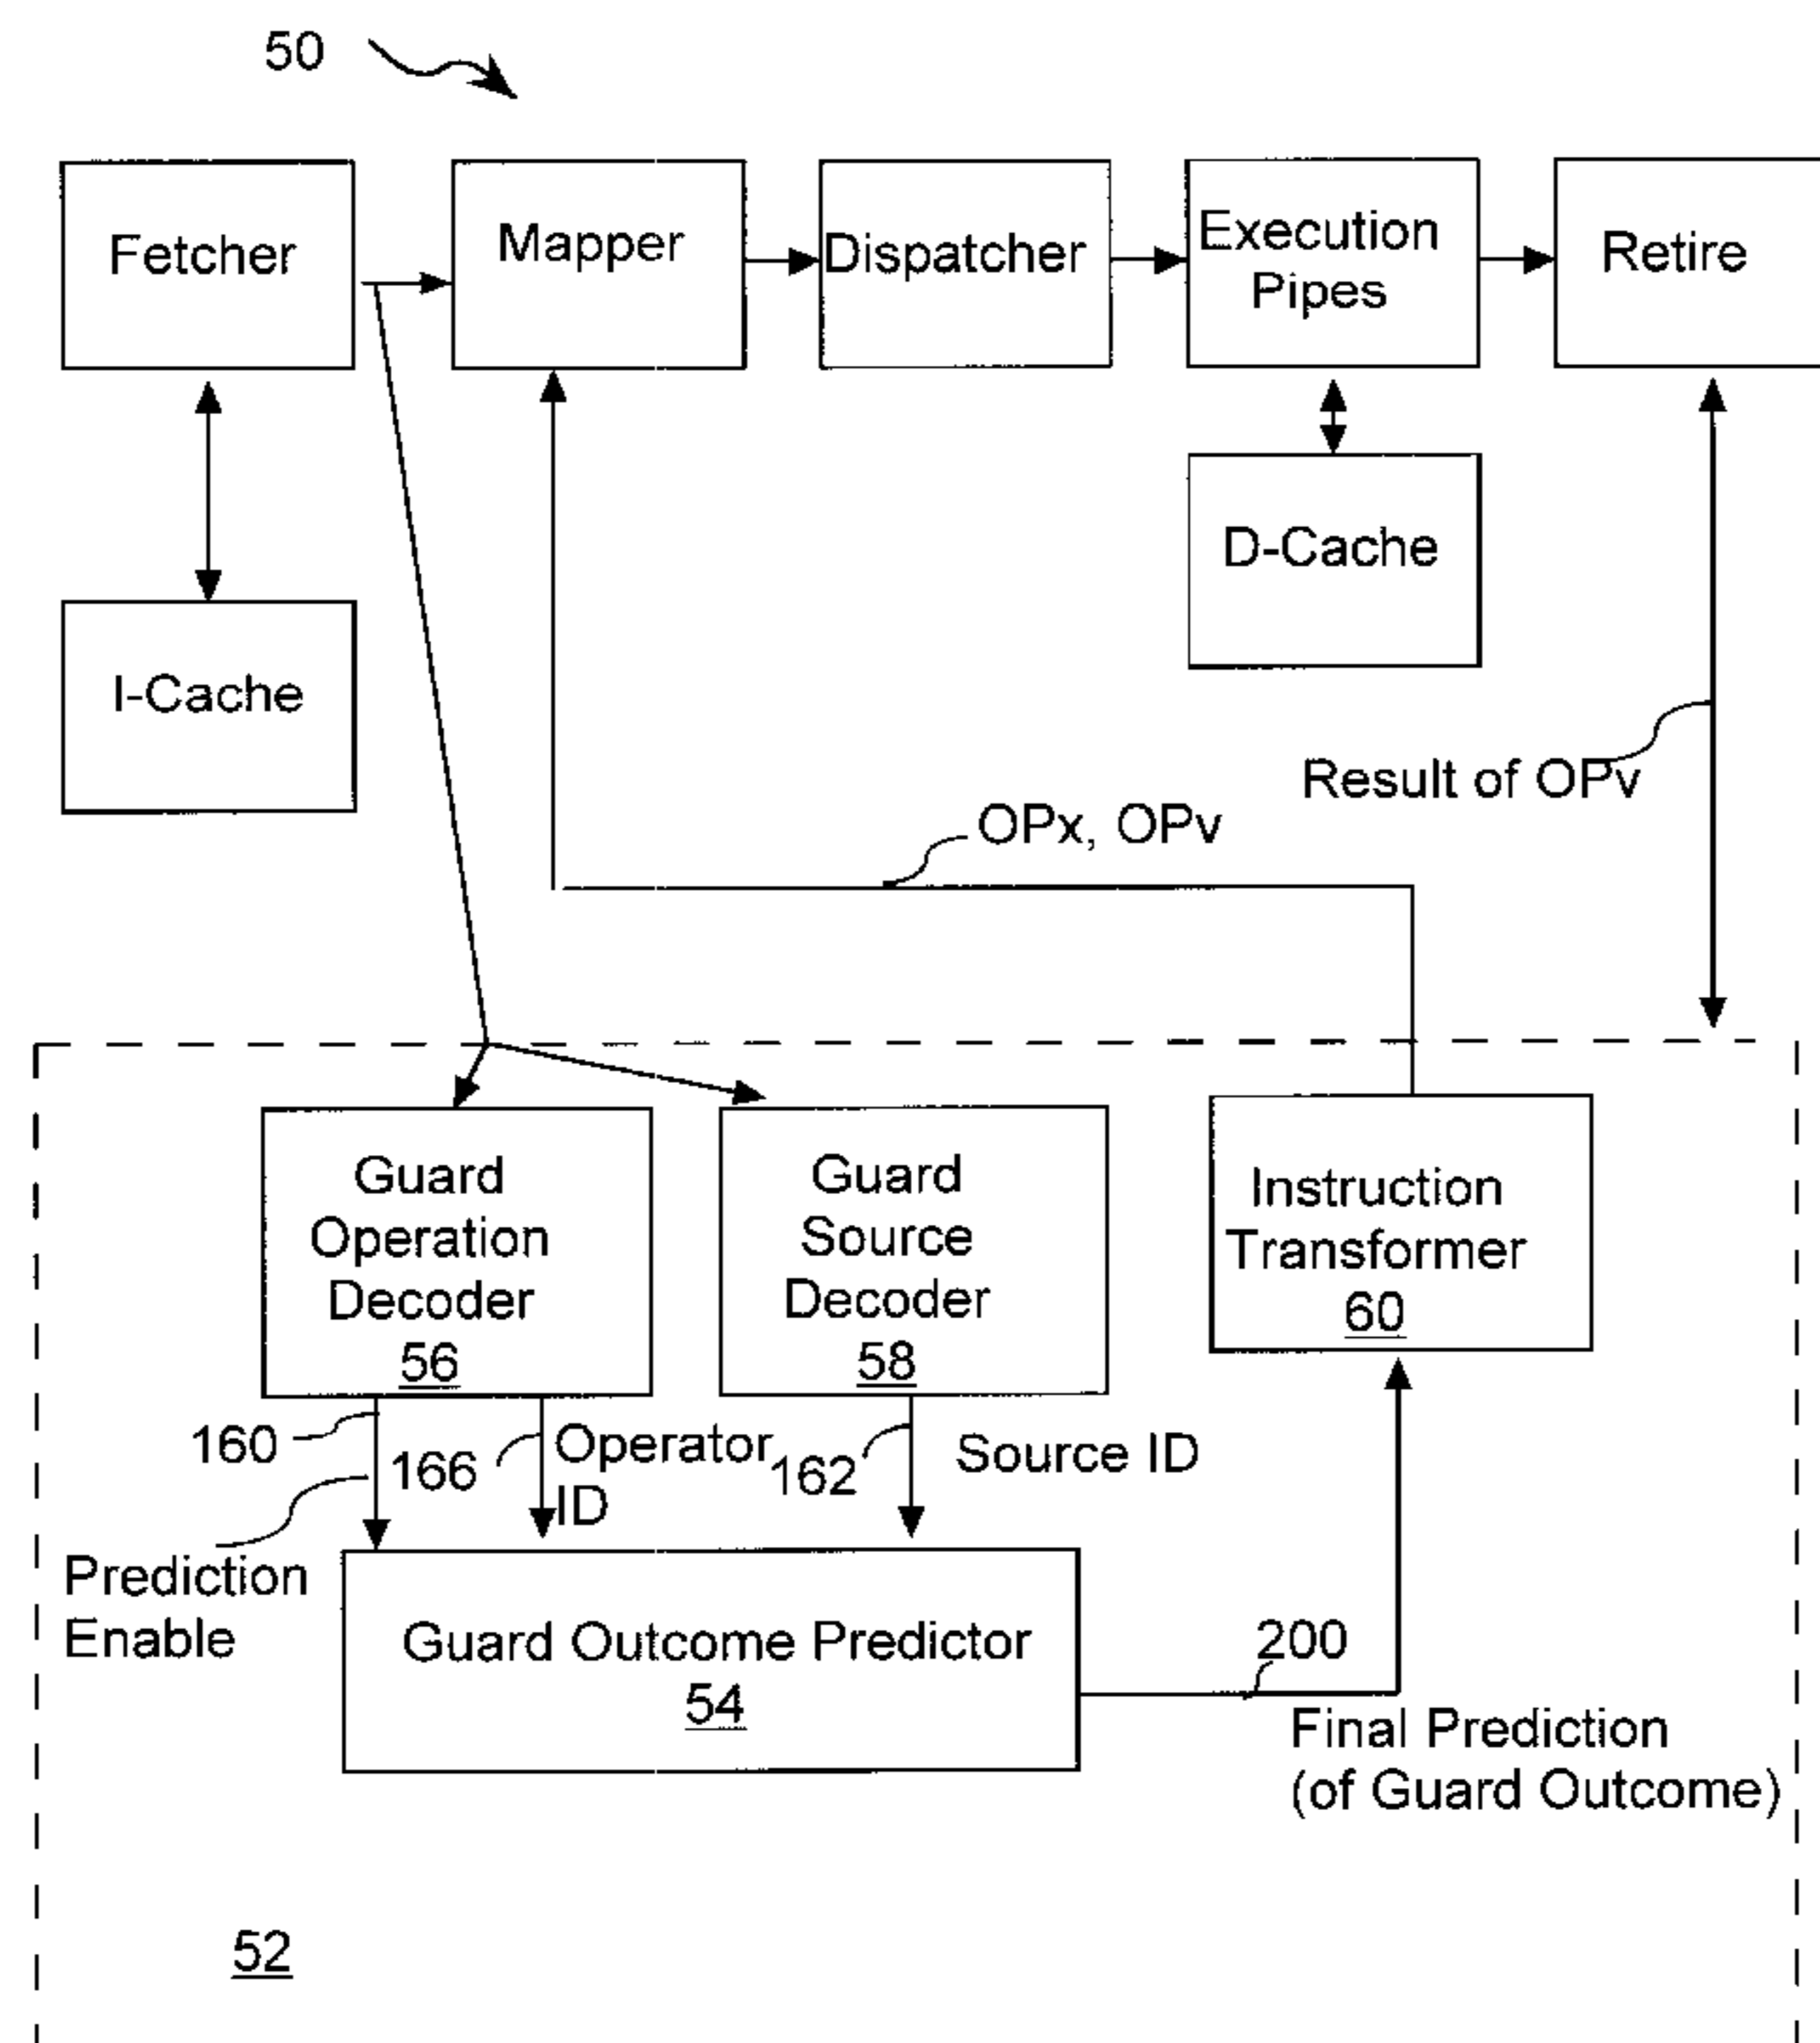 50
Fetcher
Mapper
Dispatcher
Execution
Pipes
Retire
I-Cache
D-Cache
Result of OPv
OPx, OPv
Guard
Operation
Decoder
56
Guard
Source
Decoder
58
Instruction
Transformer
60
160
166
Operator
ID
162
Source ID
Prediction
Enable
Guard Outcome Predictor
54
200
Final Prediction
(of Guard Outcome)
52